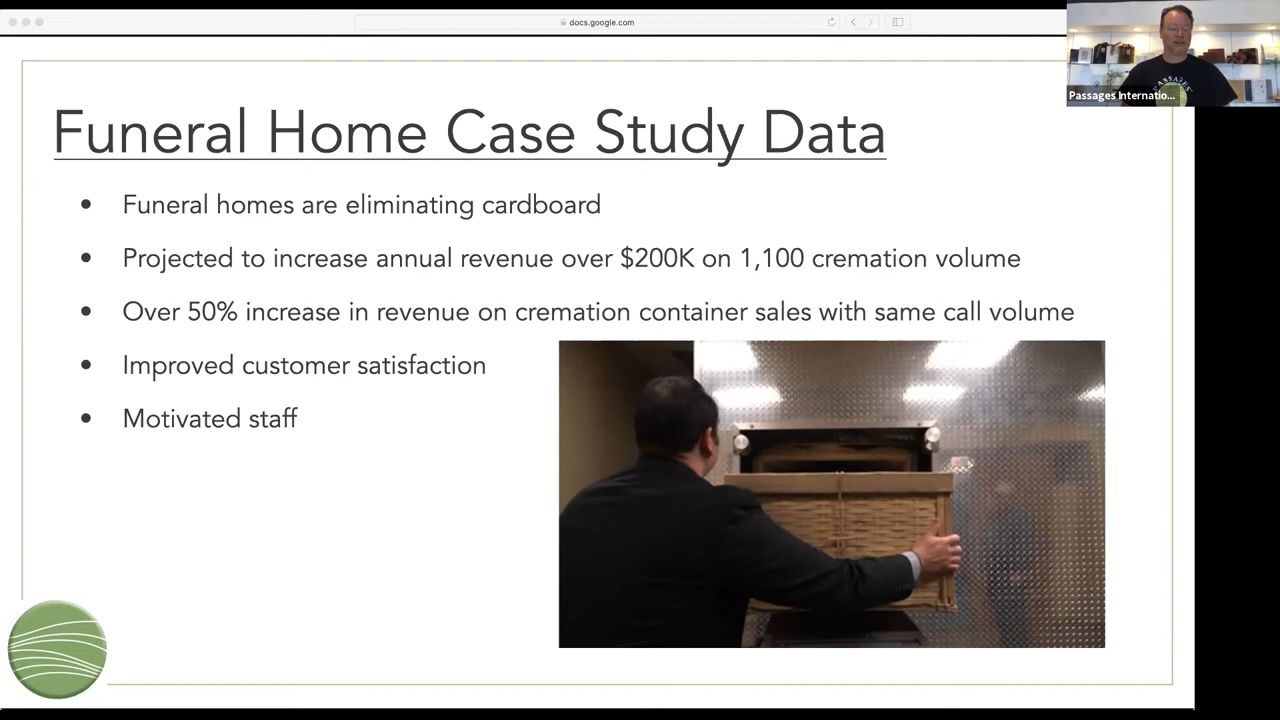 docs.google.com
Passages Internatio...
PASSAGES
Funeral Home Case Study Data
• Funeral homes are eliminating cardboard
• Projected to increase annual revenue over $200K on 1,100 cremation volume
• Over 50% increase in revenue on cremation container sales with same call volume
• Improved customer satisfaction
• Motivated staff